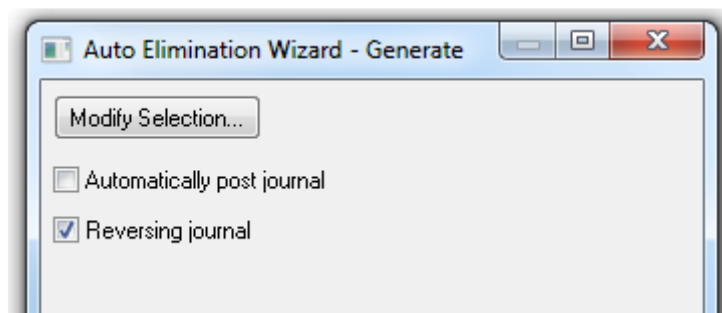 Auto Elimination Wizard - Generate
Modify Selection...
Automatically post journal
Reversing journal